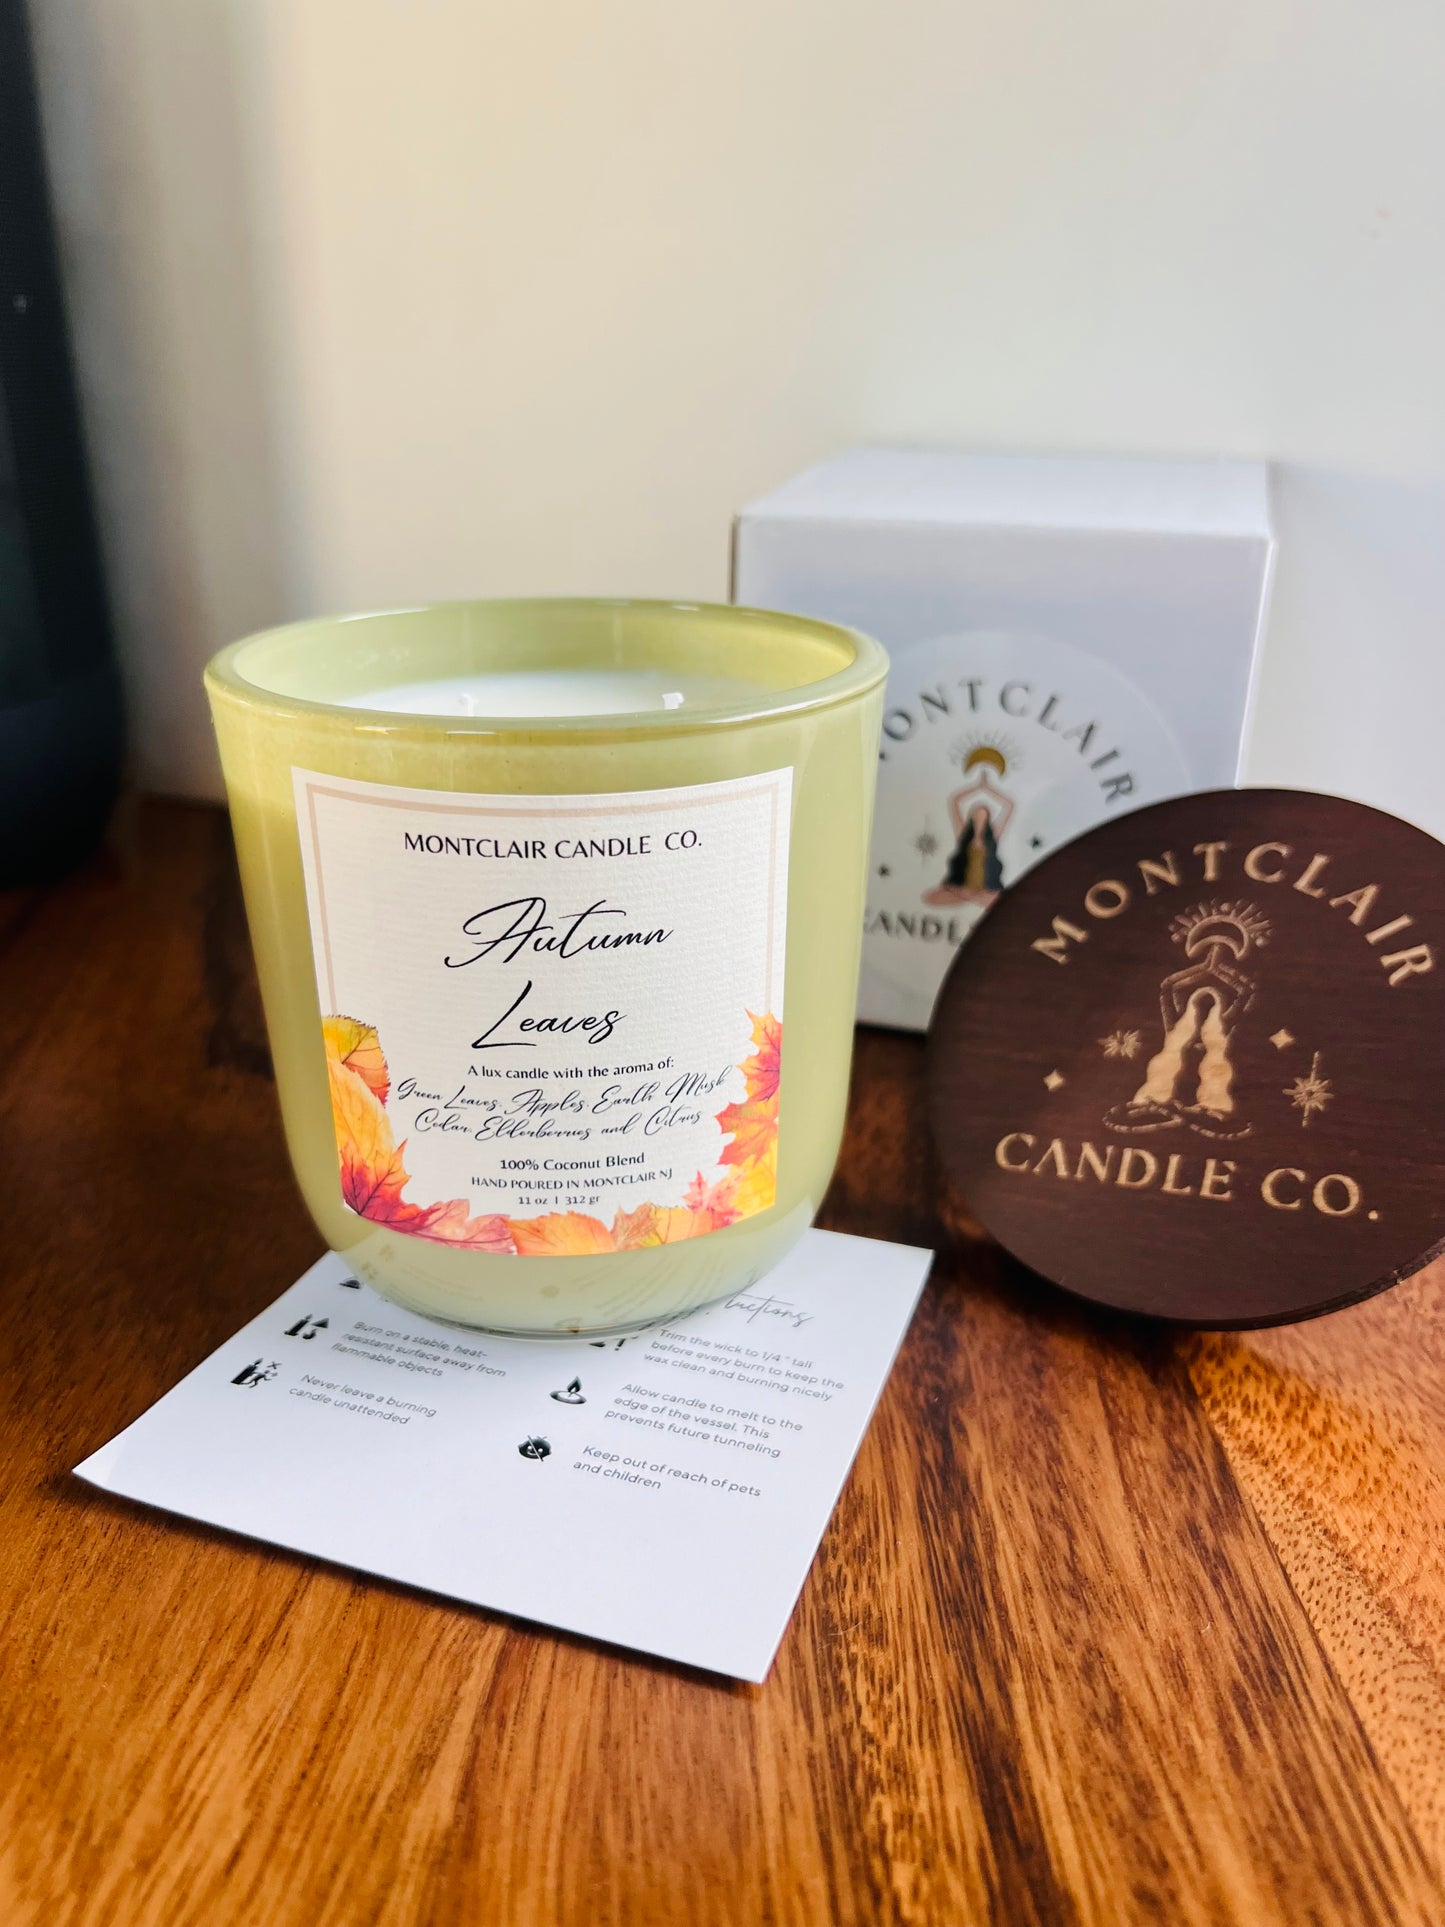 MONTCLAIR CANDLE CO.
Autumn
Leaves
A lux candle with the aroma of:
Green Leaves, Apples, Earth, Musk
Cedar, Elderberries and Citrus
100% Coconut Blend
HAND POURED IN MONTCLAIR NJ
11 oz | 312 gr
MONTCLAIR
CANDLE CO.
MONTCLAIR
Burn on a stable, heat-
resistant surface away from
flammable objects
Never leave a burning
candle unattended
Trim the wick to 1/4 " tall
before every burn to keep the
wax clean and burning nicely
Allow candle to melt to the
edge of the vessel. This
prevents future tunneling
Keep out of reach of pets
and children